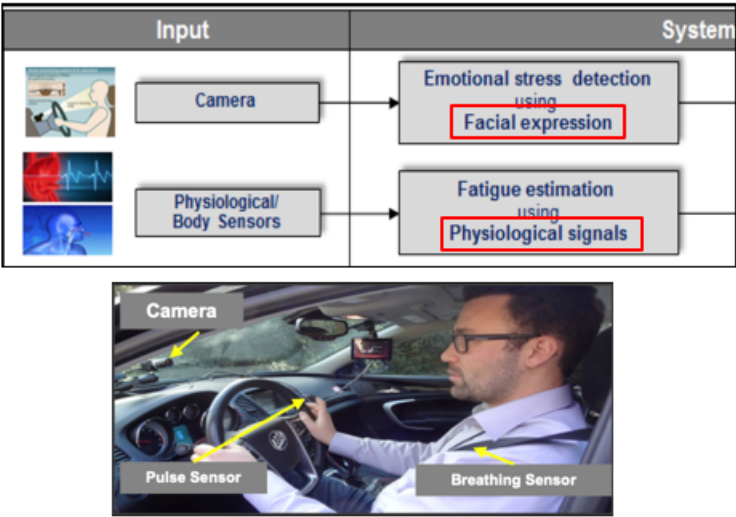 Input
System
Camera
Emotional stress detection
using
Facial expression
Physiological/
Body Sensors
Fatigue estimation
using
Physiological signals
Camera
Pulse Sensor
Breathing Sensor